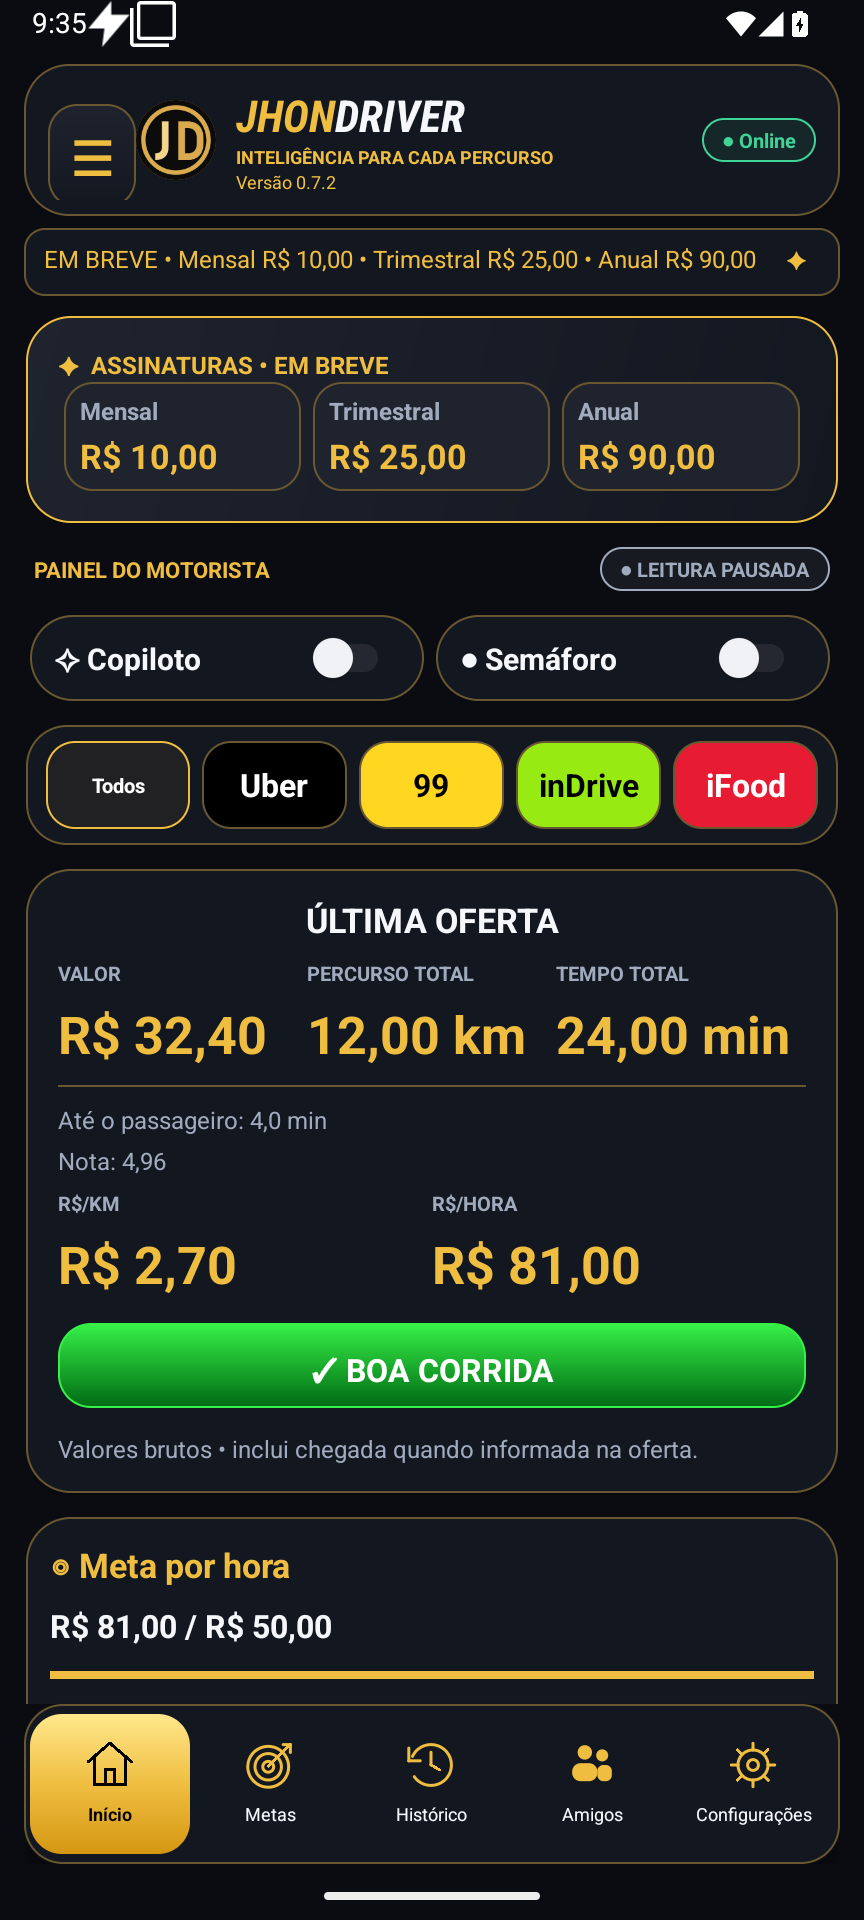 9:35
JD
JHONDRIVER
INTELIGÊNCIA PARA CADA PERCURSO
Versão 0.7.2
● Online
EM BREVE • Mensal R$ 10,00 • Trimestral R$ 25,00 • Anual R$ 90,00 ✦
✦ ASSINATURAS • EM BREVE
Mensal
R$ 10,00
Trimestral
R$ 25,00
Anual
R$ 90,00
PAINEL DO MOTORISTA
● LEITURA PAUSADA
✧ Copiloto
● Semáforo
Todos
Uber
99
inDrive
iFood
ÚLTIMA OFERTA
VALOR
R$ 32,40
PERCURSO TOTAL
12,00 km
TEMPO TOTAL
24,00 min
Até o passageiro: 4,0 min
Nota: 4,96
R$/KM
R$ 2,70
R$/HORA
R$ 81,00
✓ BOA CORRIDA
Valores brutos • inclui chegada quando informada na oferta.
◎ Meta por hora
R$ 81,00 / R$ 50,00
Início
Metas
Histórico
Amigos
Configurações